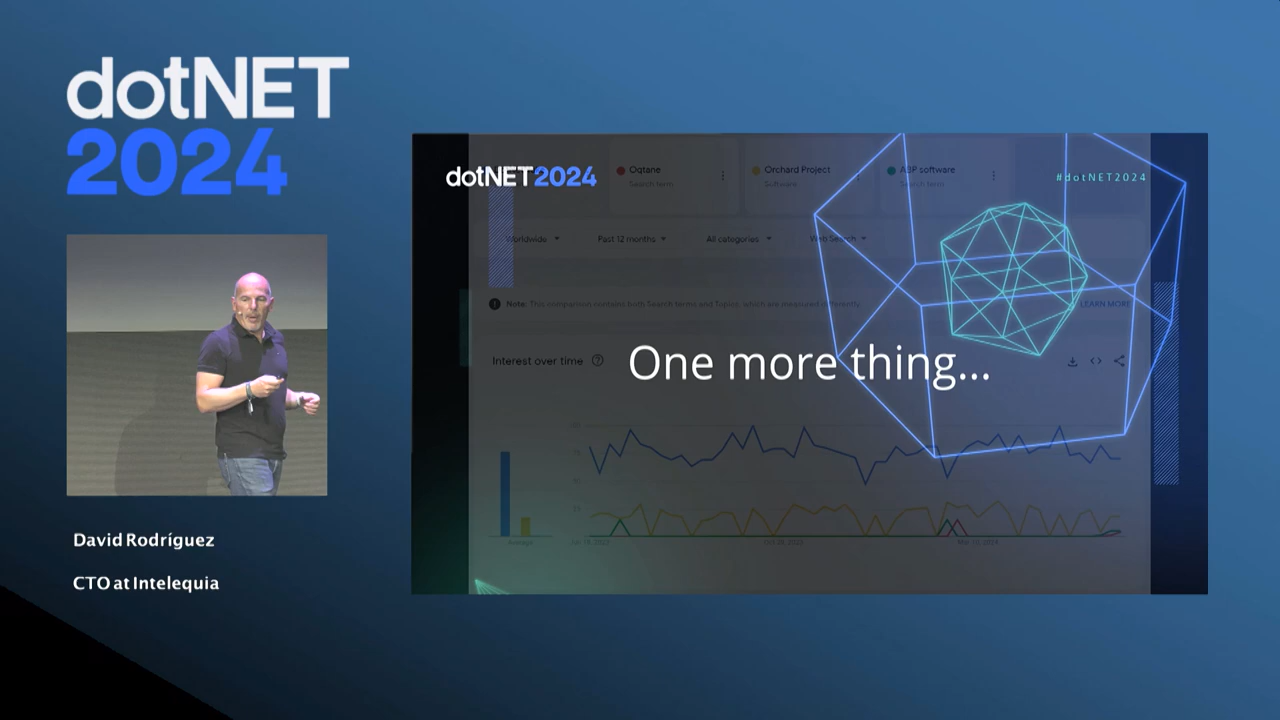 dotNET
2024
David Rodríguez
CTO at Intelequia
dotNET2024
#dotNET2024
Oqtane
Search term
Orchard Project
Software
ABP software
Search term
Worldwide
Past 12 months
All categories
Web Search
Note: This comparison contains both Search terms and Topics, which are measured differently.
LEARN MORE
Interest over time
One more thing...
Average